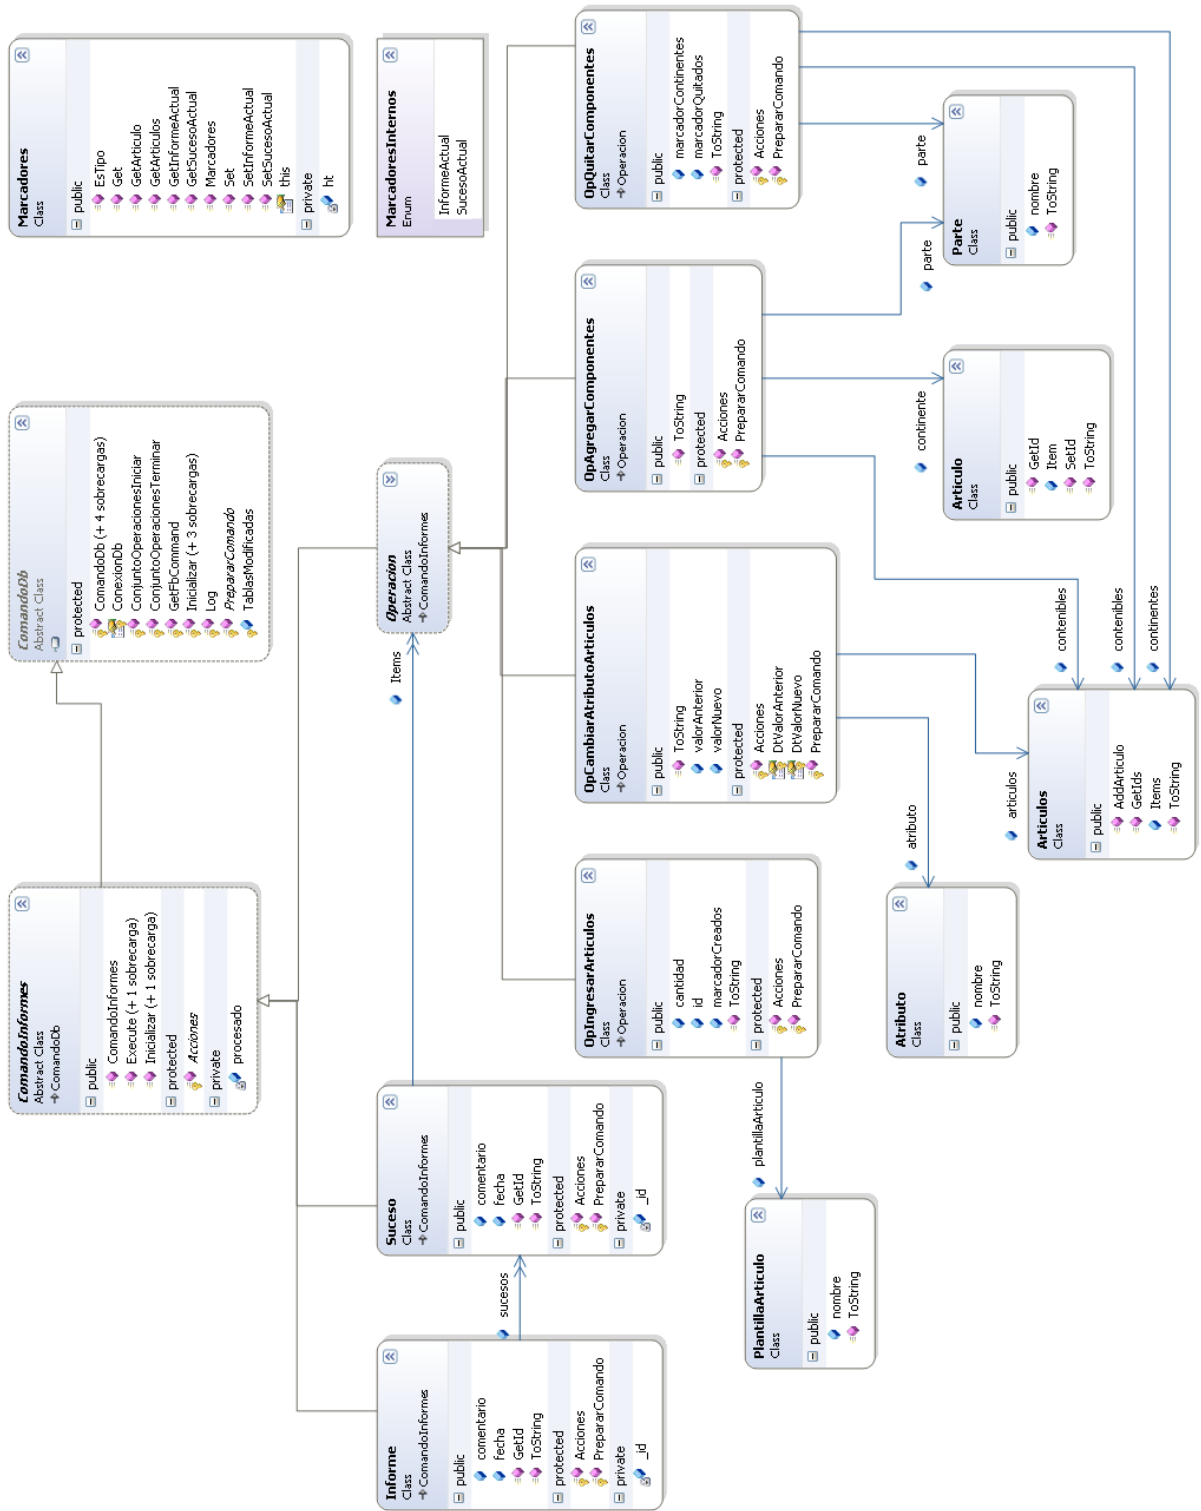 ComandoInformes
Abstract Class
ComandoDb
public
ComandoInformes
Execute (+ 1 sobrecarga)
Inicializar (+ 1 sobrecarga)
protected
Acciones
private
procesado
ComandoDb
Abstract Class
protected
ComandoDb (+ 4 sobrecargas)
ConexionDb
ConjuntoOperacionesIniciar
ConjuntoOperacionesTerminar
GetFbCommand
Inicializar (+ 3 sobrecargas)
Log
PrepararComando
TablasModificadas
Marcadores
Class
public
EsTipo
Get
GetArticulo
GetArticulos
GetInformeActual
GetSucesoActual
Marcadores
Set
SetInformeActual
SetSucesoActual
this
private
ht
Informe
Class
ComandoInformes
public
comentario
fecha
GetId
ToString
protected
Acciones
PrepararComando
private
_id
sucesos
Suceso
Class
ComandoInformes
public
comentario
fecha
GetId
ToString
protected
Acciones
PrepararComando
private
_id
Items
Operacion
Abstract Class
ComandoInformes
MarcadoresInternos
Enum
InformeActual
SucesoActual
OpIngresarArticulos
Class
Operacion
public
cantidad
id
marcadorCreados
ToString
protected
Acciones
PrepararComando
OpCambiarAtributoArticulos
Class
Operacion
public
ToString
valorAnterior
valorNuevo
protected
Acciones
DtValorAnterior
DtValorNuevo
PrepararComando
OpAgregarComponentes
Class
Operacion
public
ToString
protected
Acciones
PrepararComando
OpQuitarComponentes
Class
Operacion
public
marcadorContinentes
marcadorQuitados
ToString
protected
Acciones
PrepararComando
plantillaArticulo
PlantillaArticulo
Class
public
nombre
ToString
atributo
Atributo
Class
public
nombre
ToString
continente
Articulo
Class
public
GetId
Item
SetId
ToString
parte
parte
Parte
Class
public
nombre
ToString
articulos
contenibles
contenibles
continentes
Articulos
Class
public
AddArticulo
GetIds
Items
ToString